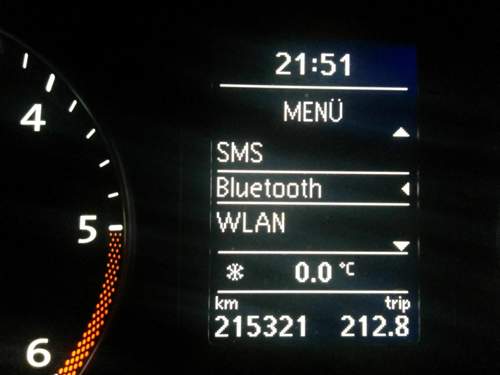 21:51
MENÜ
SMS
Bluetooth
WLAN
0.0 °C
km trip
215321 212.8
4
5
6